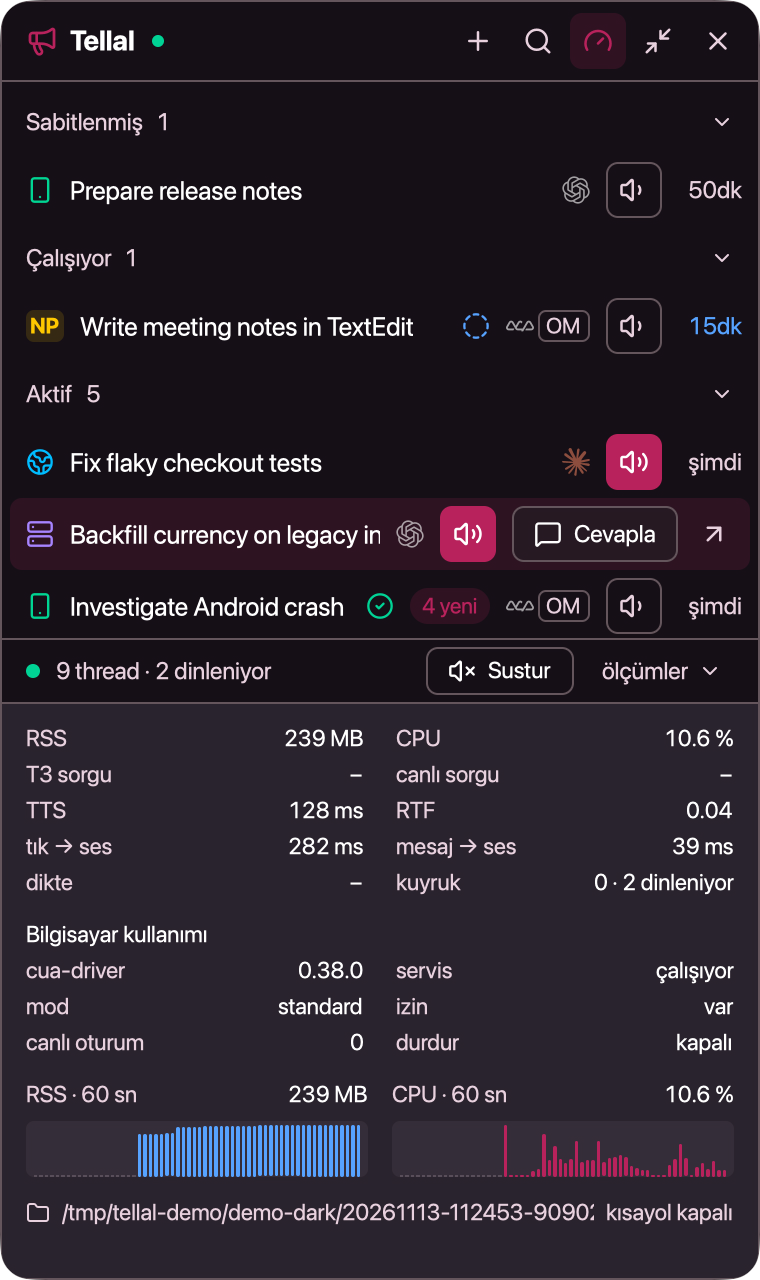 Tellal
Sabitlenmiş 1
Prepare release notes 50dk
Çalışıyor 1
NP Write meeting notes in TextEdit OM 15dk
Aktif 5
Fix flaky checkout tests şimdi
Backfill currency on legacy in Cevapla
Investigate Android crash 4 yeni OM şimdi
9 thread · 2 dinleniyor Sustur ölçümler
RSS 239 MB CPU 10.6 %
T3 sorgu – canlı sorgu –
TTS 128 ms RTF 0.04
tık → ses 282 ms mesaj → ses 39 ms
dikte – kuyruk 0 · 2 dinleniyor
Bilgisayar kullanımı
cua-driver 0.38.0 servis çalışıyor
mod standard izin var
canlı oturum 0 durdur kapalı
RSS · 60 sn 239 MB CPU · 60 sn 10.6 %
/tmp/tellal-demo/demo-dark/20261113-112453-9090 kısayol kapalı